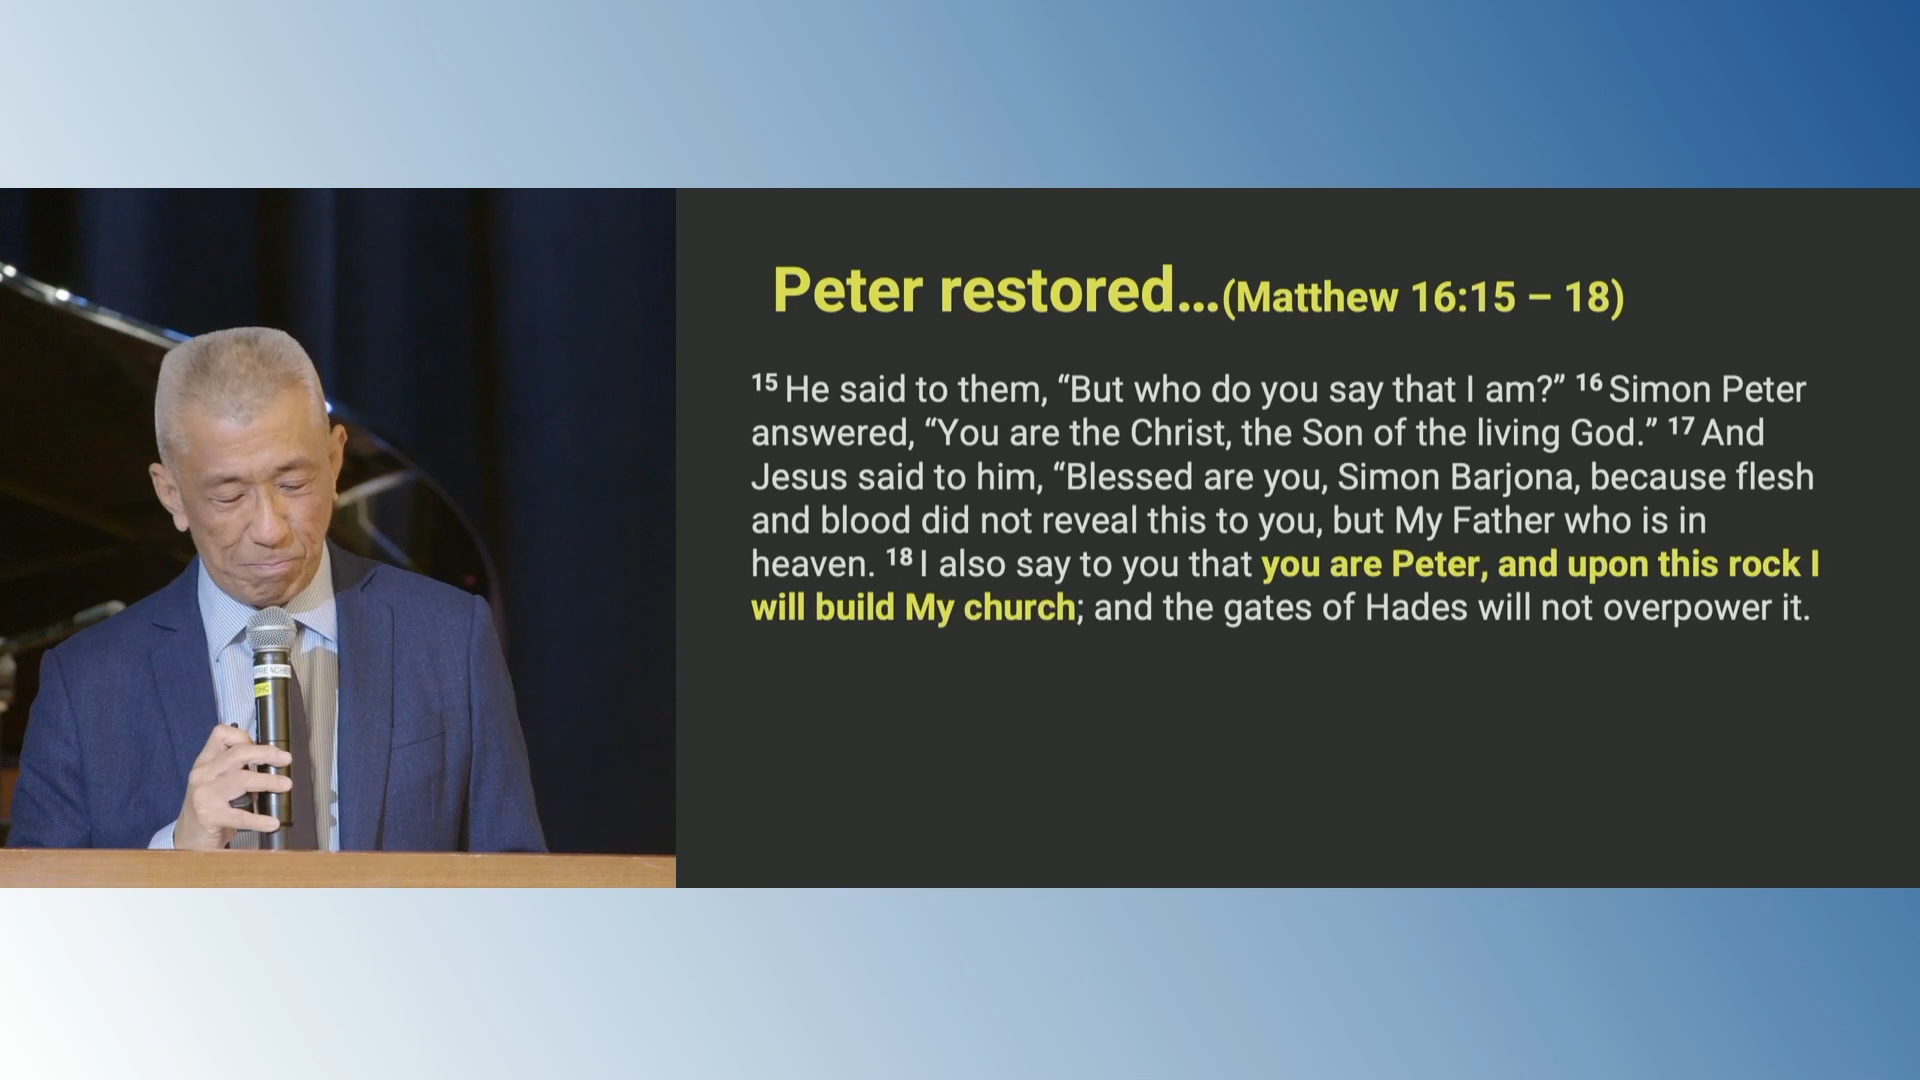 Peter restored...(Matthew 16:15 – 18)
15 He said to them, “But who do you say that I am?” 16 Simon Peter
answered, “You are the Christ, the Son of the living God.” 17 And
Jesus said to him, “Blessed are you, Simon Barjona, because flesh
and blood did not reveal this to you, but My Father who is in
heaven. 18 I also say to you that you are Peter, and upon this rock I
will build My church; and the gates of Hades will not overpower it.
PREACHER